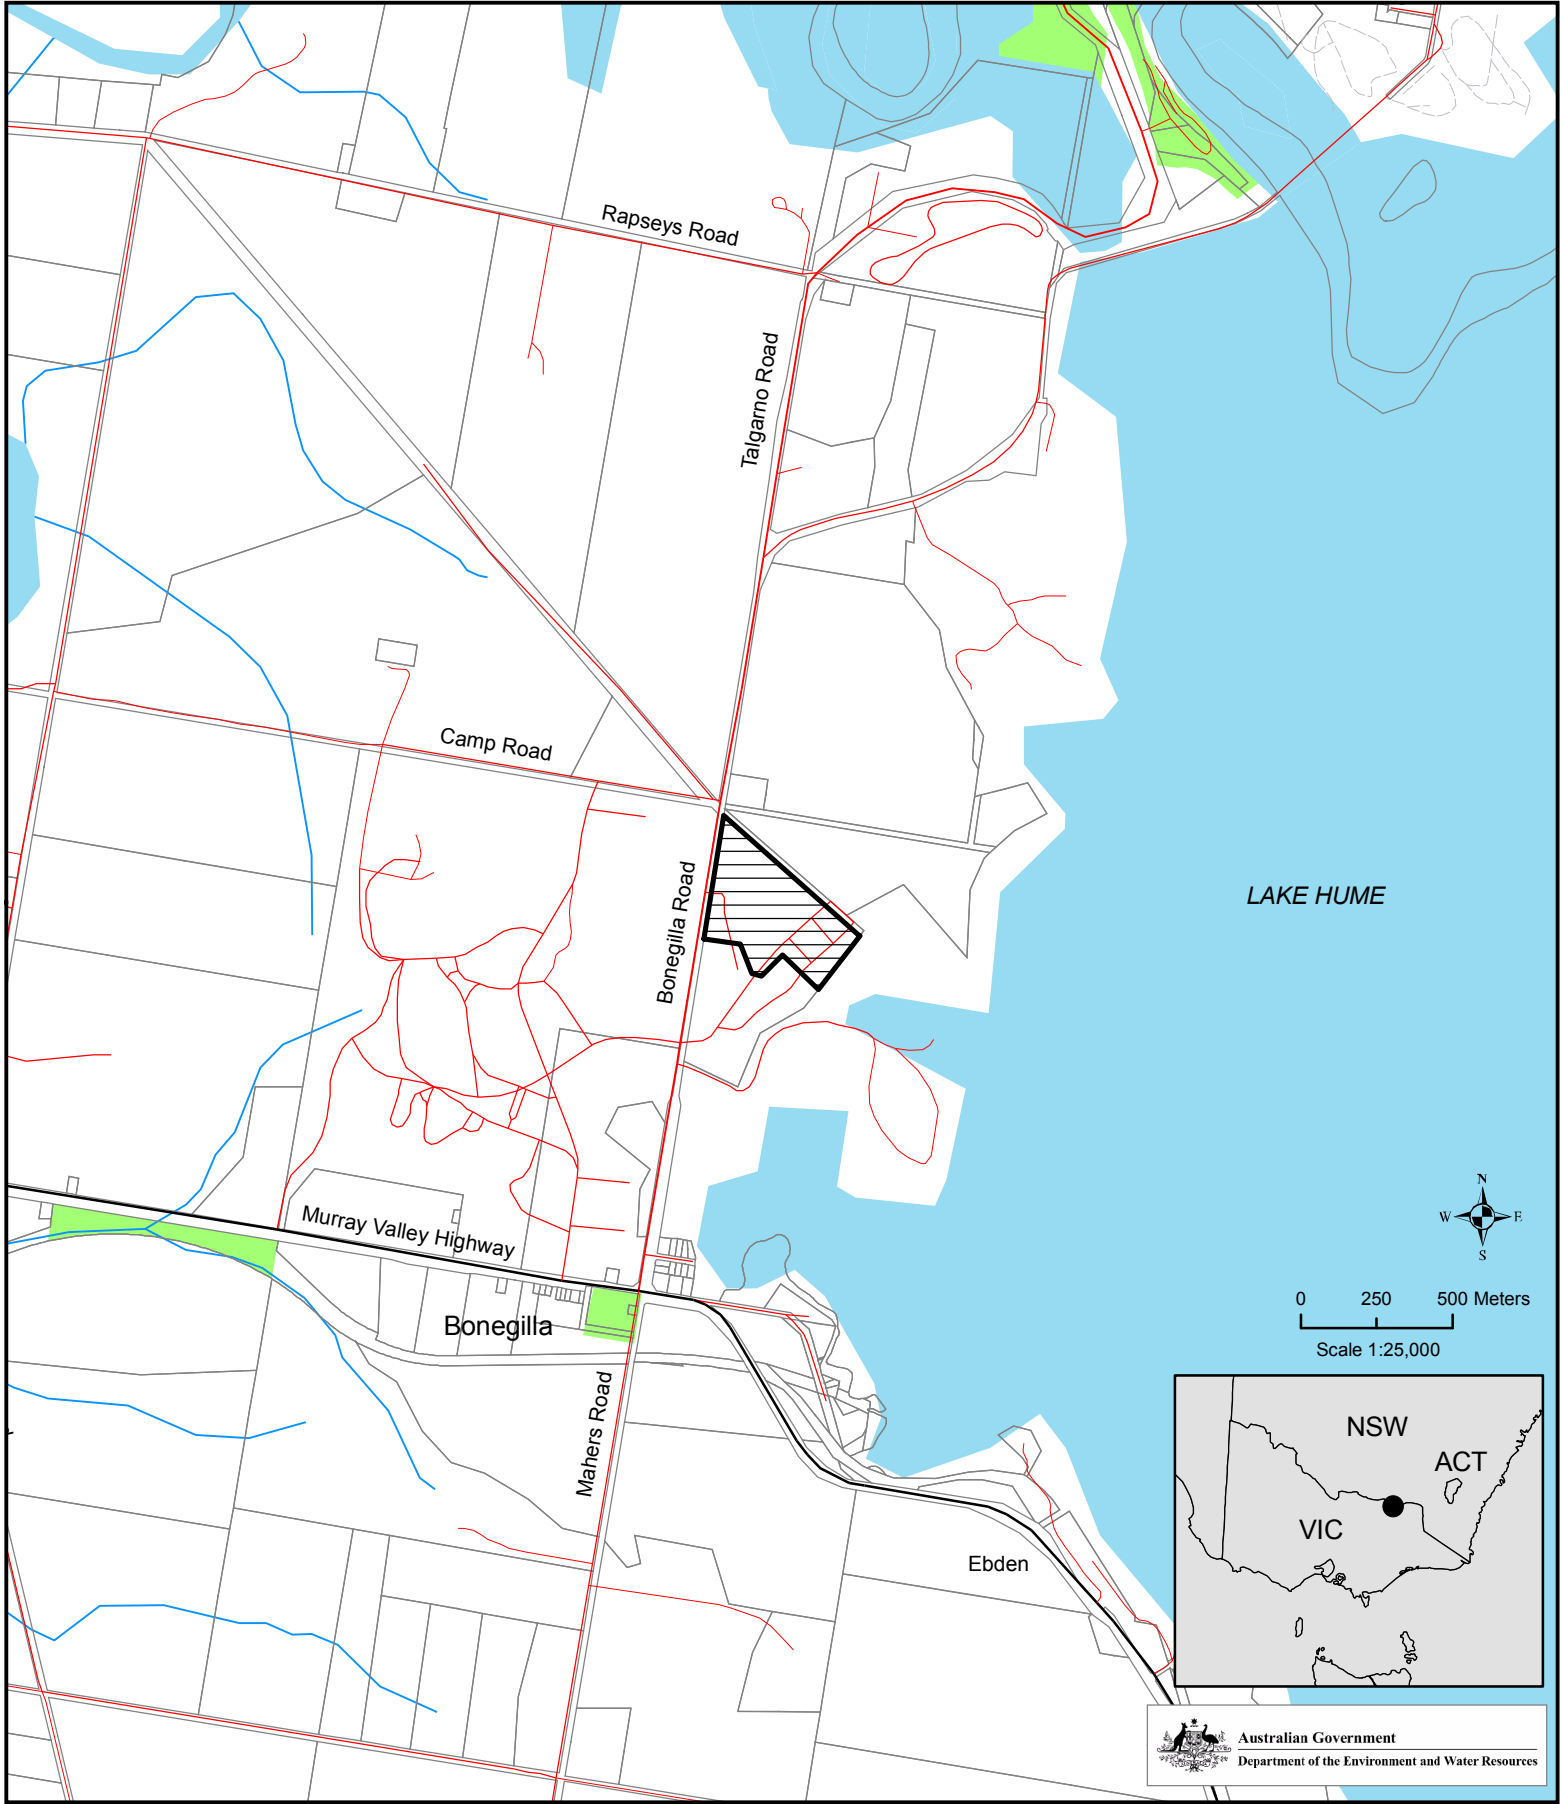 Rapseys Road
Talgarno Road
Camp Road
Bonegilla Road
LAKE HUME
Murray Valley Highway
Bonegilla
Mahers Road
Ebden
N
W
E
S
0 250 500 Meters
Scale 1:25,000
NSW
ACT
VIC
Australian Government
Department of the Environment and Water Resources